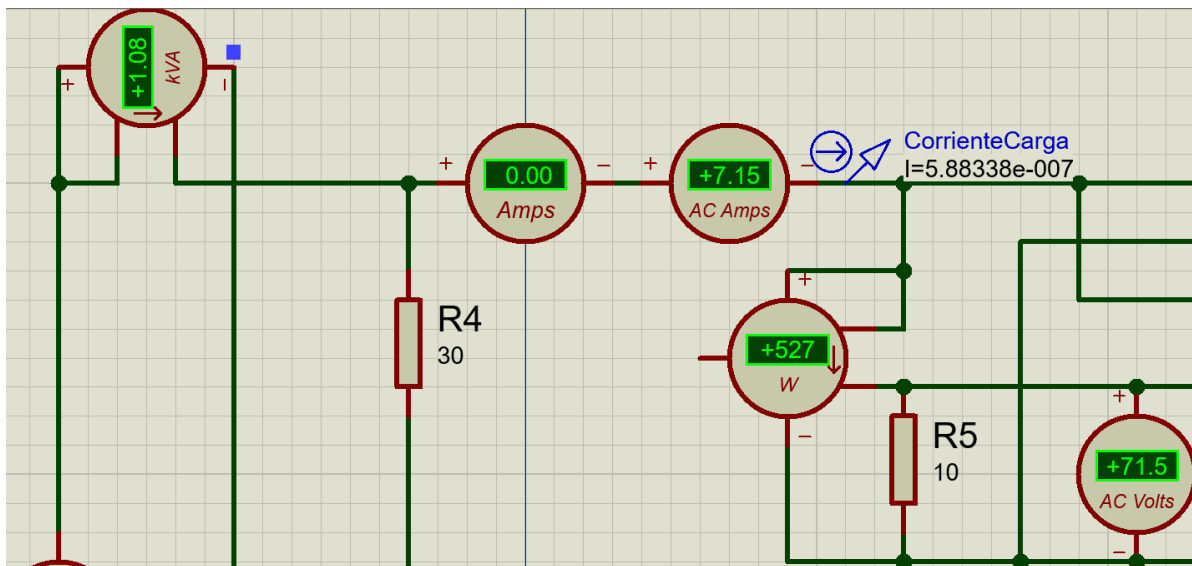 +1.08
kVA
+
-
+
0.00
Amps
-
+
+7.15
AC Amps
-
CorrienteCarga
I=5.88338e-007
R4
30
+
+527
W
-
R5
10
+
+71.5
AC Volts
-